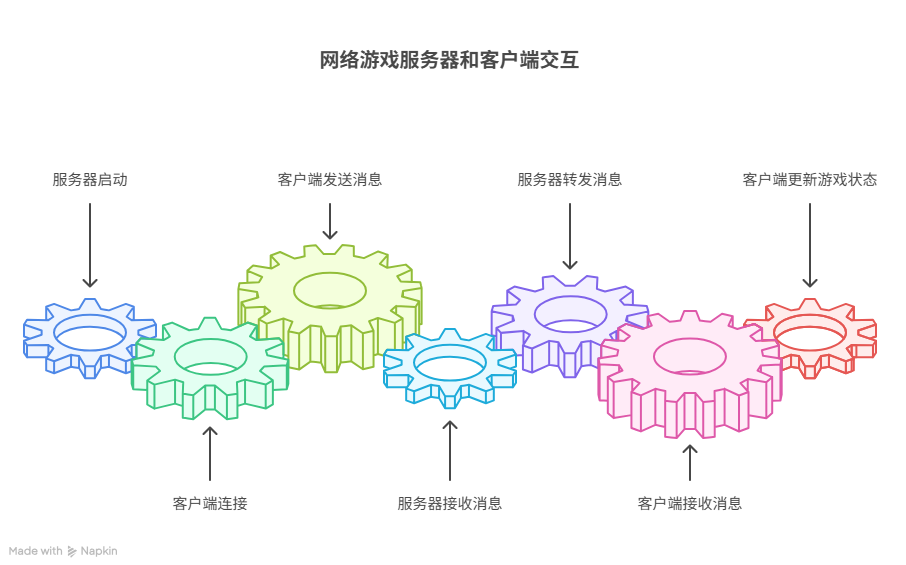 网络游戏服务器和客户端交互
服务器启动
客户端发送消息
服务器转发消息
客户端更新游戏状态
客户端连接
服务器接收消息
客户端接收消息
Made with Napkin